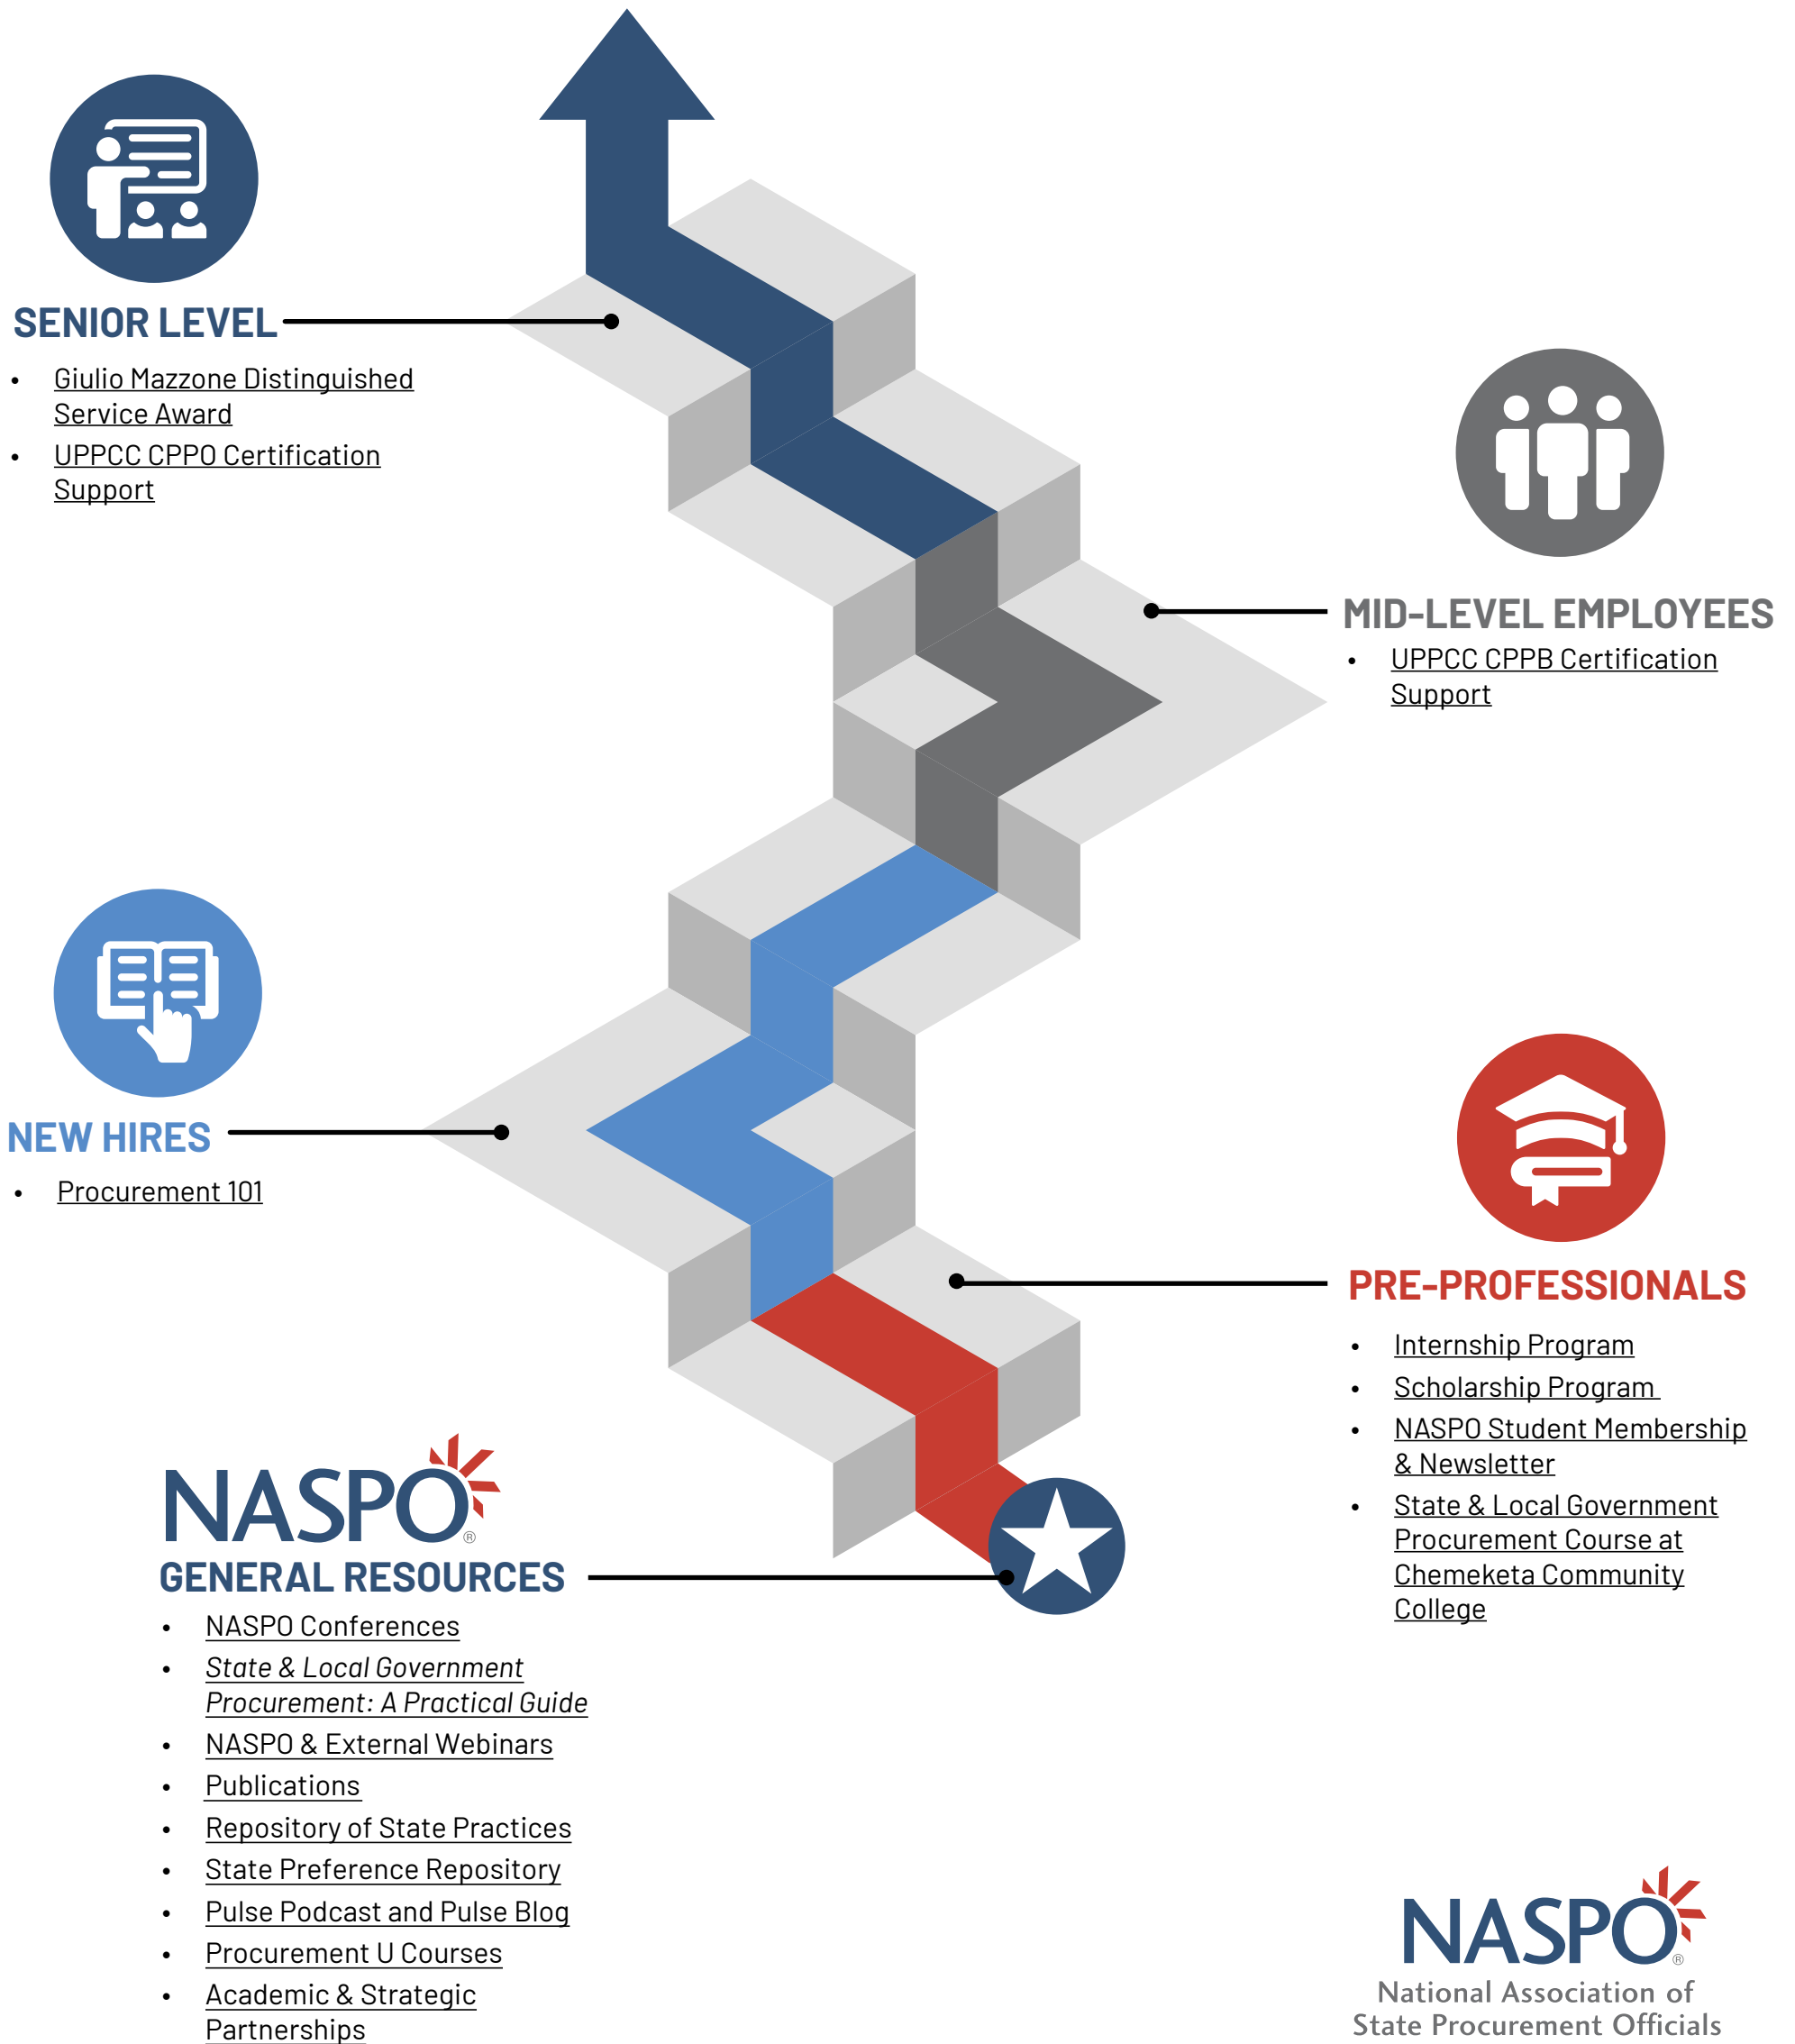 SENIOR LEVEL
• Giulio Mazzone Distinguished
Service Award
• UPPCC CPPO Certification
Support
MID-LEVEL EMPLOYEES
• UPPCC CPPB Certification
Support
NEW HIRES
• Procurement 101
PRE-PROFESSIONALS
• Internship Program
• Scholarship Program
• NASPO Student Membership
& Newsletter
• State & Local Government
Procurement Course at
Chemeketa Community
College
NASPO®
GENERAL RESOURCES
• NASPO Conferences
• State & Local Government
Procurement: A Practical Guide
• NASPO & External Webinars
• Publications
• Repository of State Practices
• State Preference Repository
• Pulse Podcast and Pulse Blog
• Procurement U Courses
• Academic & Strategic
Partnerships
NASPO®
National Association of
State Procurement Officials